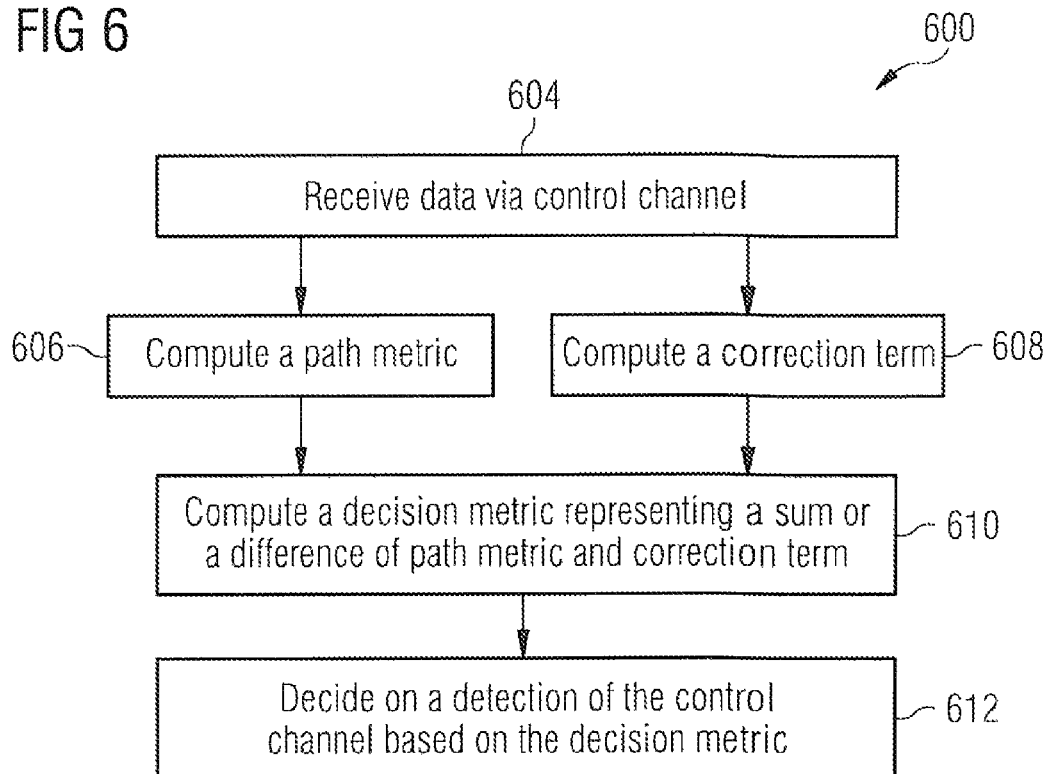 FIG 6
600
604
Receive data via control channel
606
Compute a path metric
Compute a correction term
608
Compute a decision metric representing a sum or
a difference of path metric and correction term
610
Decide on a detection of the control
channel based on the decision metric
612